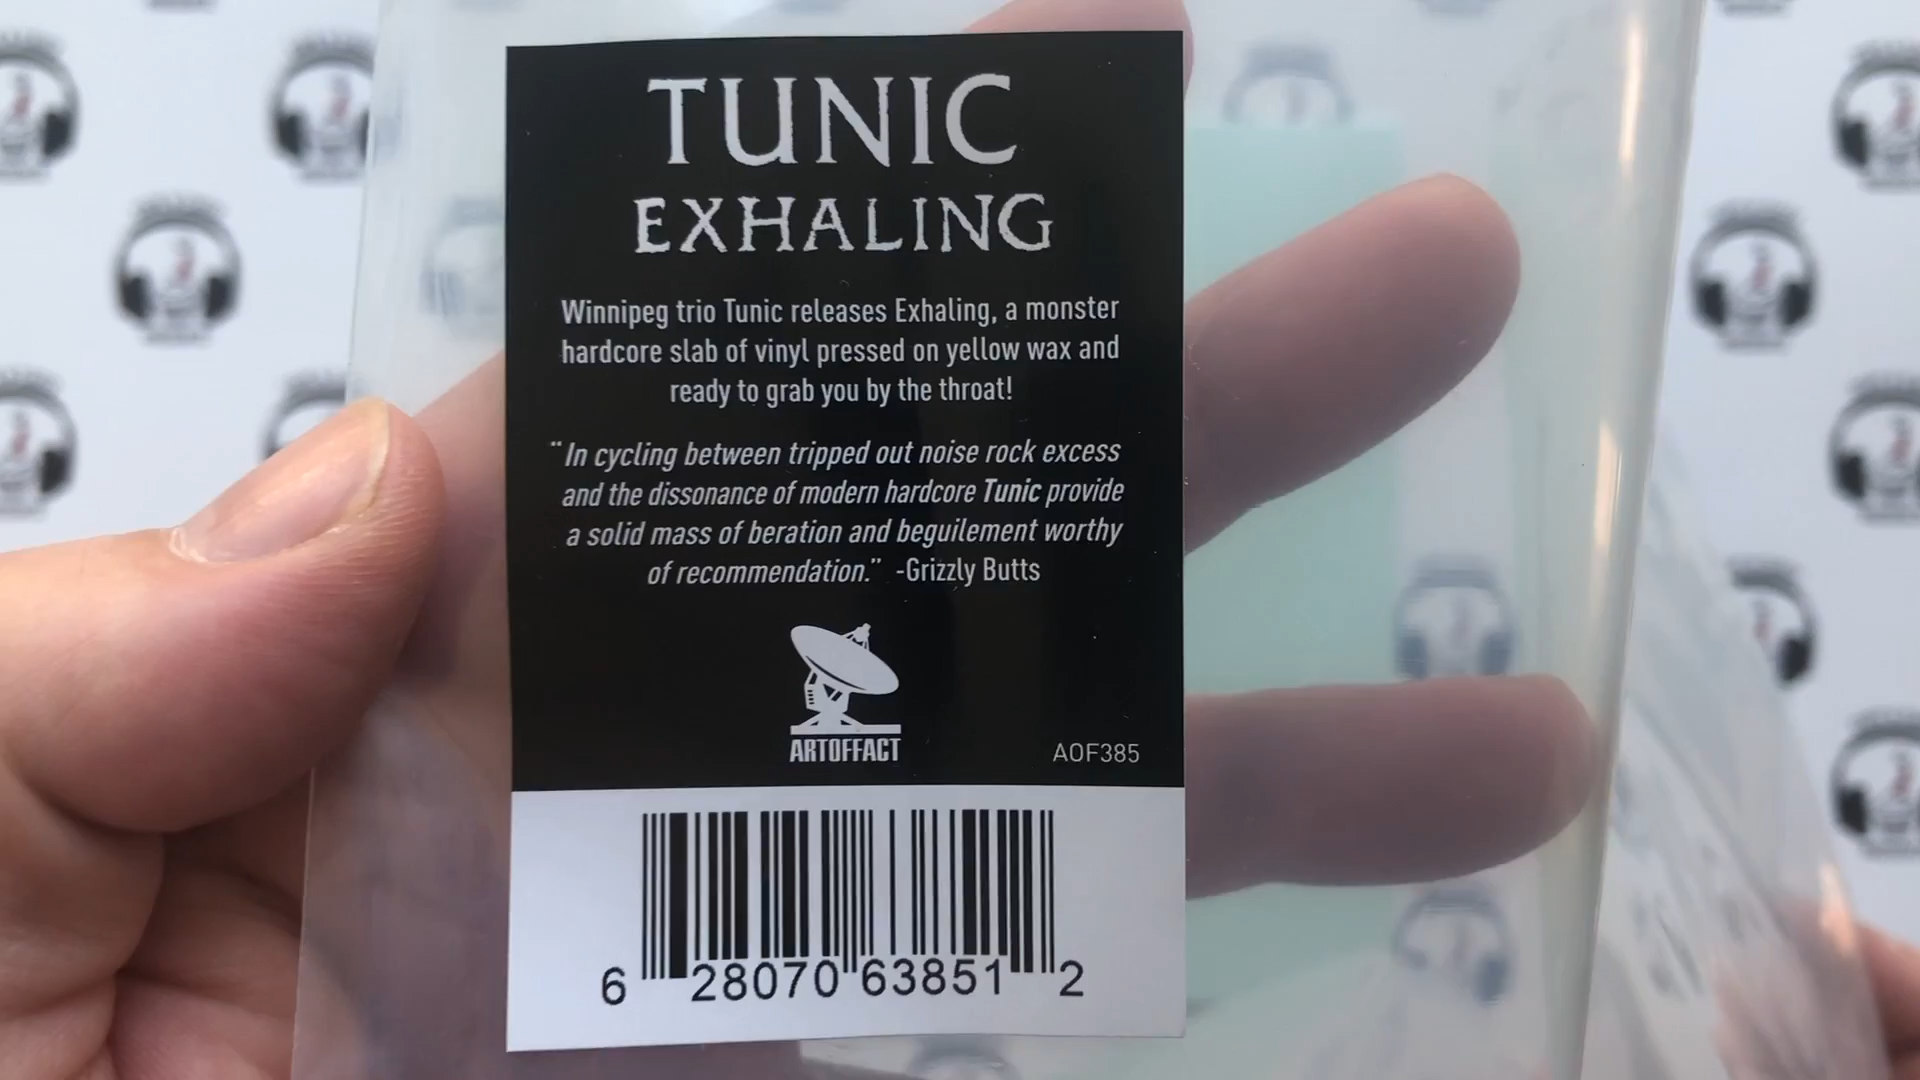 TUNIC
EXHALING
Winnipeg trio Tunic releases Exhaling, a monster
hardcore slab of vinyl pressed on yellow wax and
ready to grab you by the throat!
"In cycling between tripped out noise rock excess
and the dissonance of modern hardcore Tunic provide
a solid mass of beration and beguilement worthy
of recommendation." -Grizzly Butts
ARTOFFACT
AOF385
6 28070 63851 2